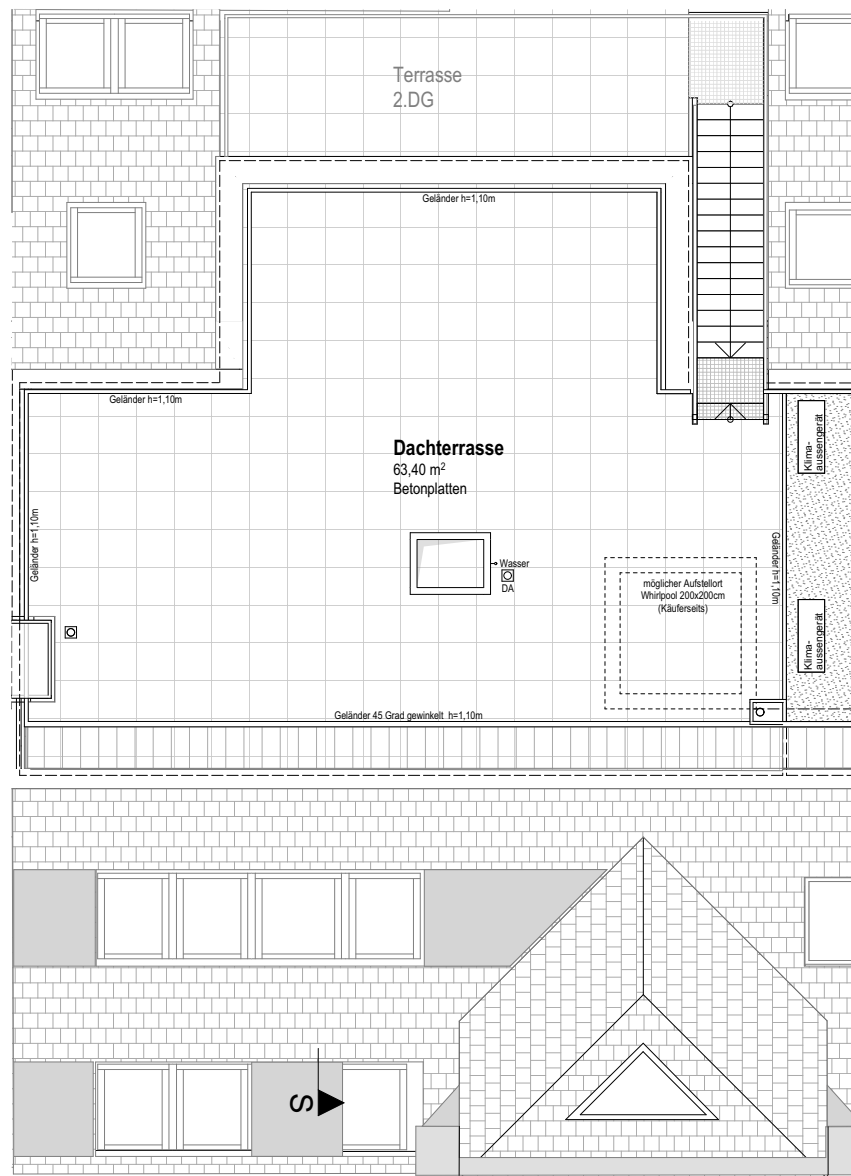 Terrasse
2.DG
Geländer h=1,10m
Geländer h=1,10m
Dachterrasse
63,40 m²
Betonplatten
Klima-
aussengerät
Geländer h=1,10m
Geländer h=1,10m
Wasser
DA
möglicher Aufstellort
Whirlpool 200x200cm
(Käuferseits)
Klima-
aussengerät
Geländer 45 Grad gewinkelt h=1,10m
S